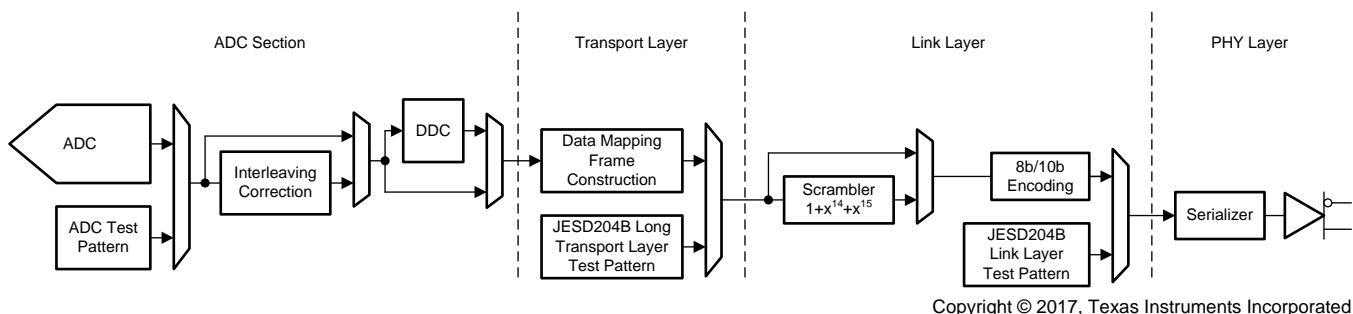 ADC Section
Transport Layer
Link Layer
PHY Layer
ADC
ADC Test
Pattern
Interleaving
Correction
DDC
Data Mapping
Frame
Construction
JESD204B Long
Transport Layer
Test Pattern
Scrambler
1+x¹⁴+x¹⁵
8b/10b
Encoding
JESD204B
Link Layer
Test Pattern
Serializer
Copyright © 2017, Texas Instruments Incorporated